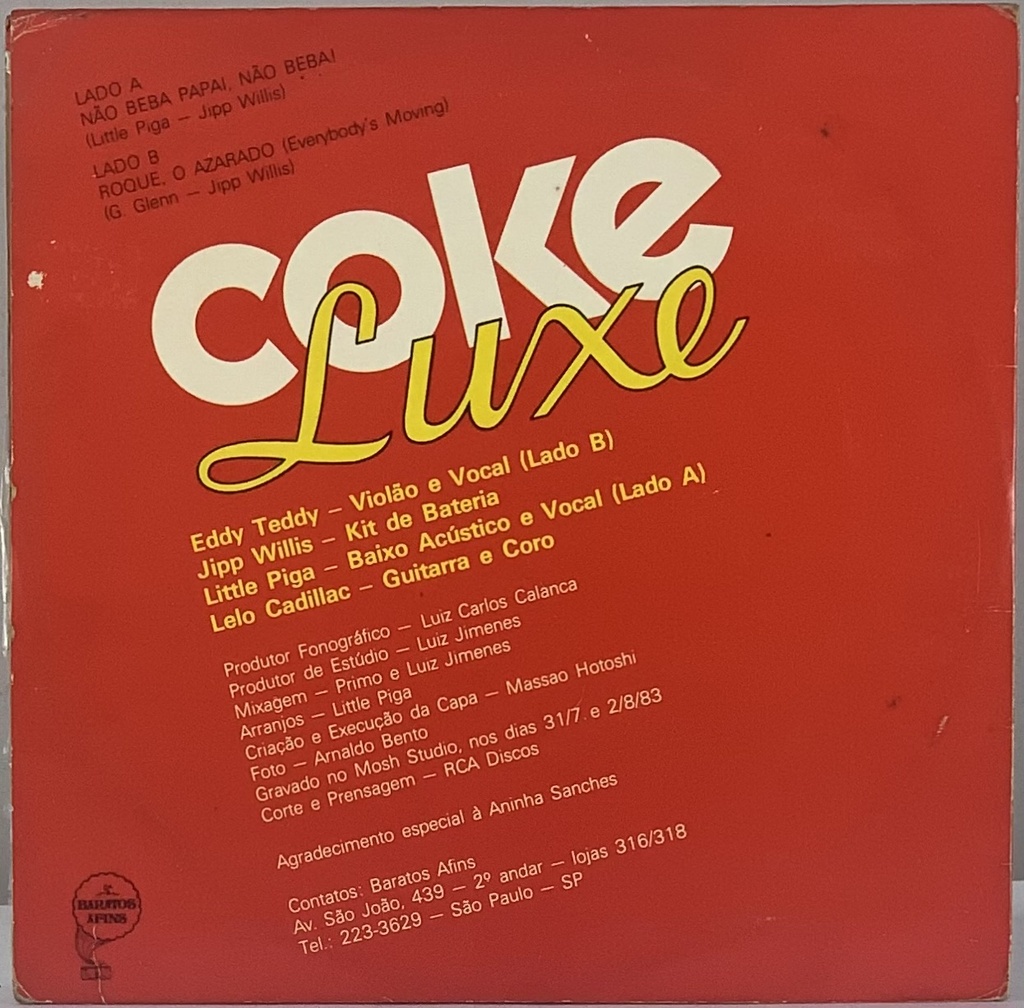 LADO A
NÃO BEBA PAPAI, NÃO BEBA!
(Little Piga – Jipp Willis)
LADO B
ROQUE, O AZARADO (Everybody's Moving)
(G. Glenn – Jipp Willis)
COKE
Luxe
Eddy Teddy – Violão e Vocal (Lado B)
Jipp Willis – Kit de Bateria
Little Piga – Baixo Acústico e Vocal (Lado A)
Lelo Cadillac – Guitarra e Coro
Produtor Fonográfico – Luiz Carlos Calanca
Produtor de Estúdio – Luiz Jimenes
Mixagem – Primo e Luiz Jimenes
Arranjos – Little Piga
Criação e Execução da Capa – Massao Hotoshi
Foto – Arnaldo Bento
Gravado no Mosh Studio, nos dias 31/7 e 2/8/83
Corte e Prensagem – RCA Discos
Agradecimento especial à Aninha Sanches
Contatos: Baratos Afins
Av. São João, 439 – 2º andar – lojas 316/318
Tel.: 223-3629 – São Paulo – SP
BARATOS
AFINS